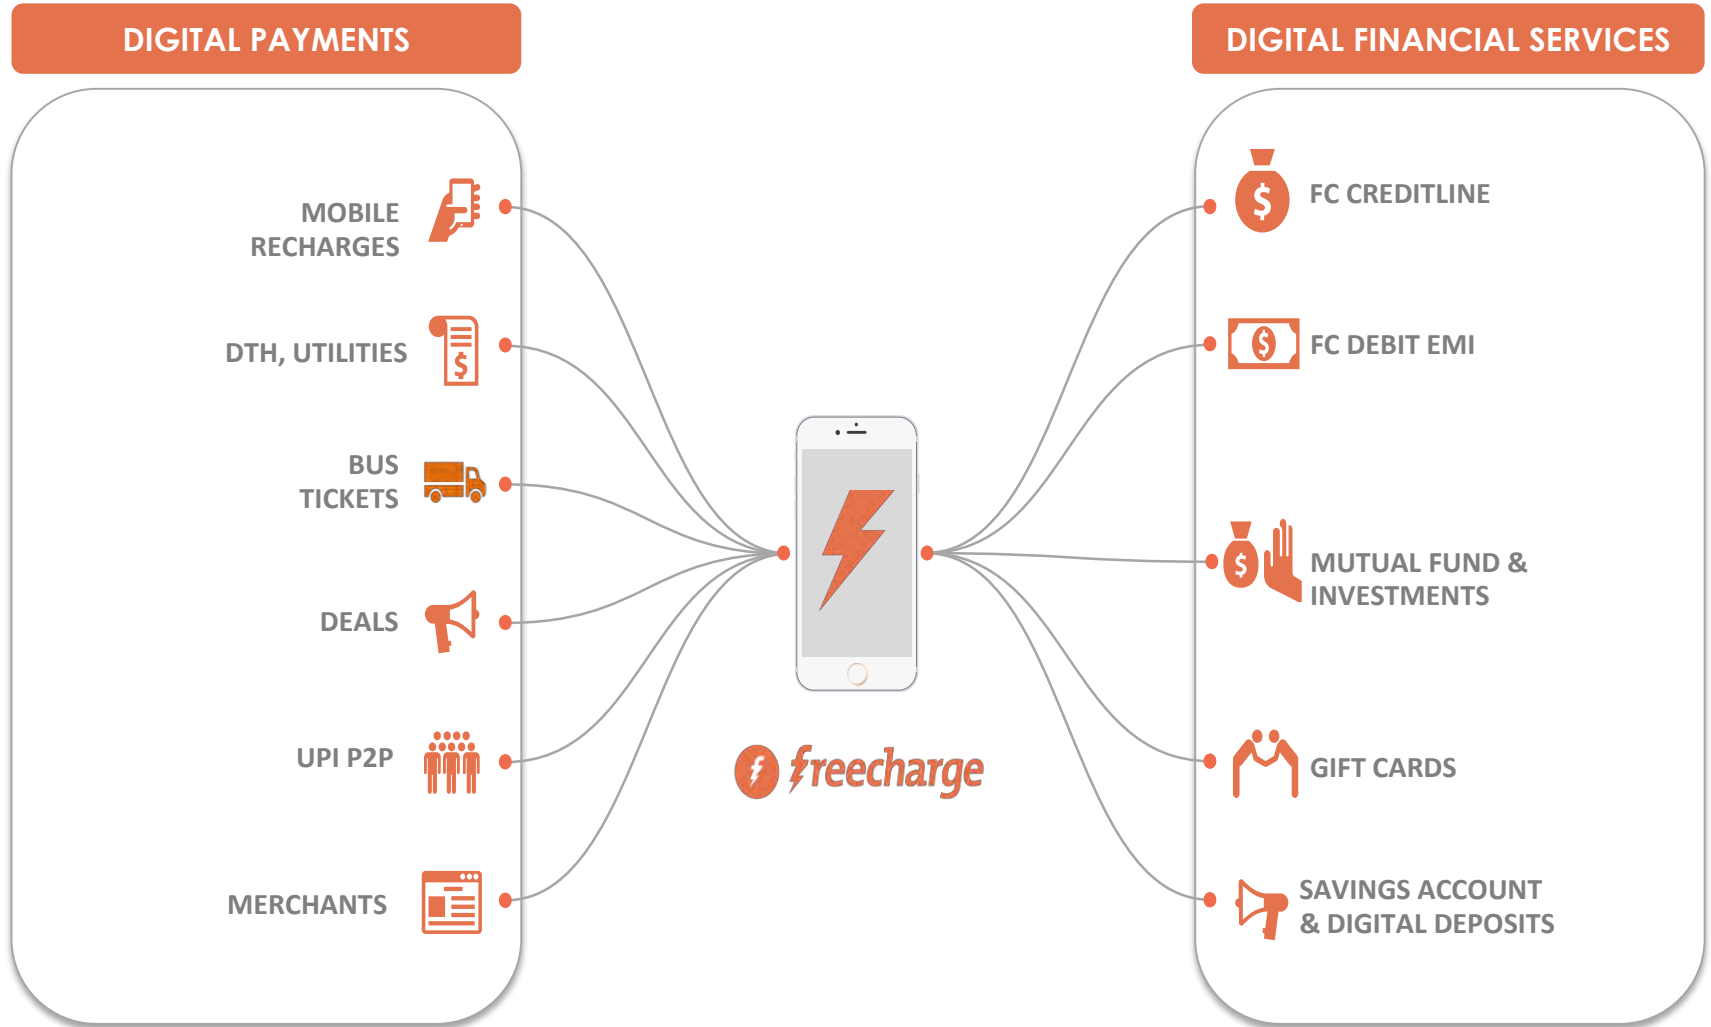 DIGITAL PAYMENTS
MOBILE
RECHARGES
DTH, UTILITIES
BUS
TICKETS
DEALS
UPI P2P
MERCHANTS
freecharge
DIGITAL FINANCIAL SERVICES
FC CREDITLINE
FC DEBIT EMI
MUTUAL FUND &
INVESTMENTS
GIFT CARDS
SAVINGS ACCOUNT
& DIGITAL DEPOSITS